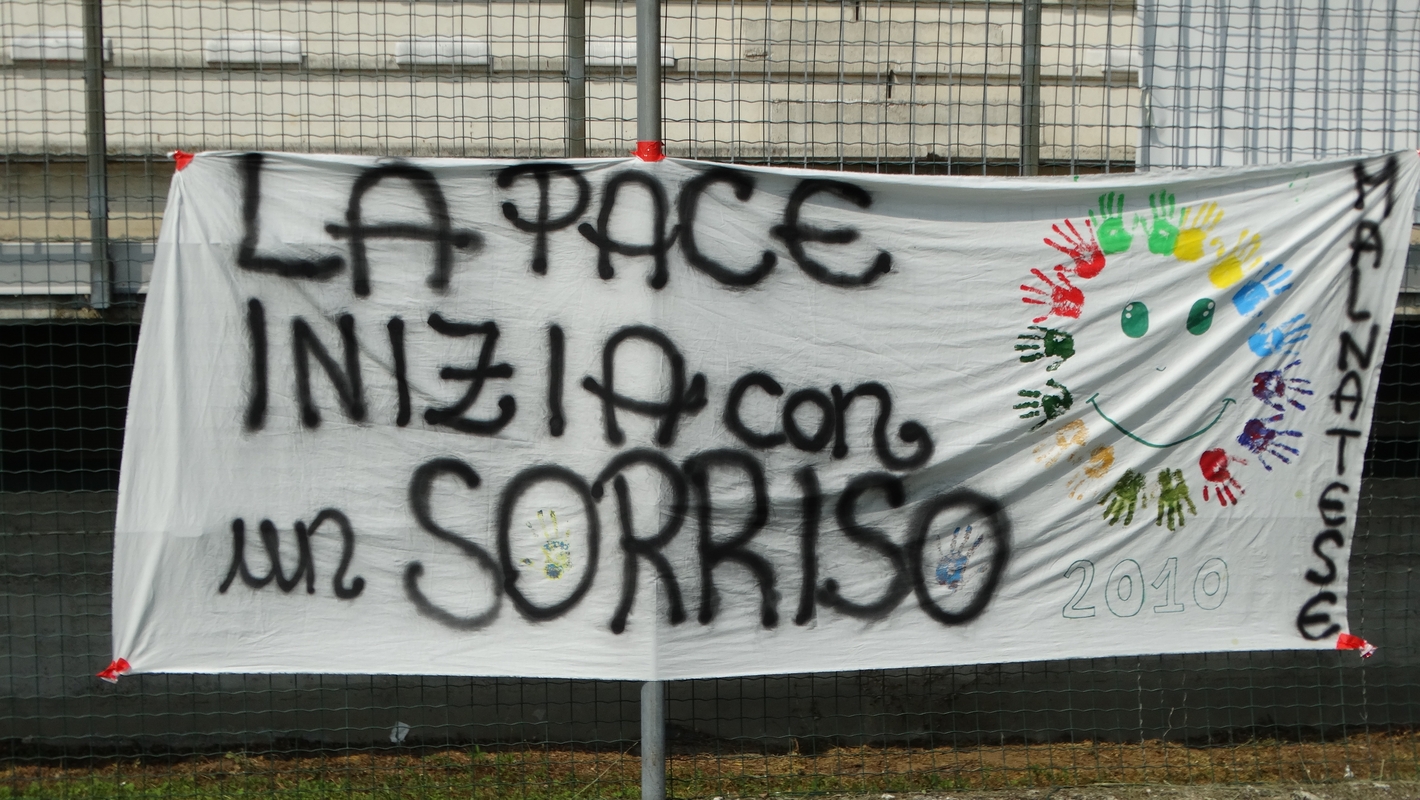 LA PACE
INIZIA con
un SORRISO
2010
MALNATESE